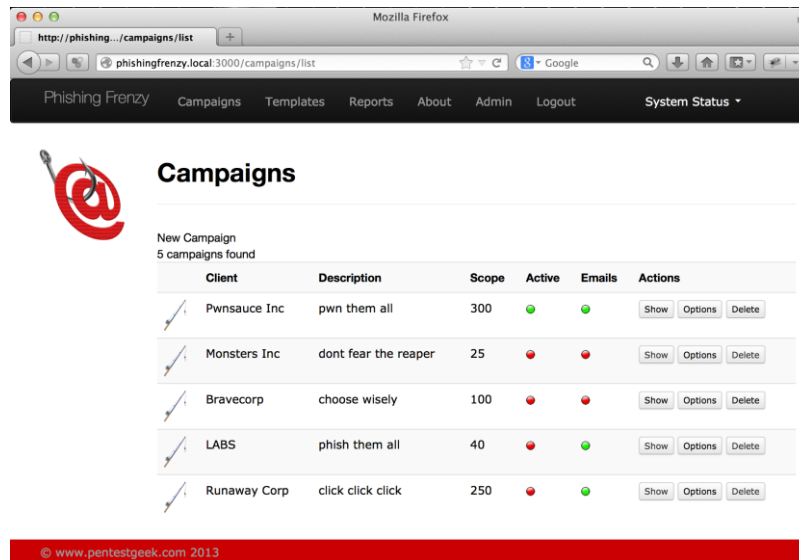 Mozilla Firefox
http://phishing.../campaigns/list
phishingfrenzy.local:3000/campaigns/list
Google
Phishing Frenzy Campaigns Templates Reports About Admin Logout System Status
Campaigns
New Campaign
5 campaigns found
Client Description Scope Active Emails Actions
Pwnsauce Inc pwn them all 300 Show Options Delete
Monsters Inc dont fear the reaper 25 Show Options Delete
Bravecorp choose wisely 100 Show Options Delete
LABS phish them all 40 Show Options Delete
Runaway Corp click click click 250 Show Options Delete
© www.pentestgeek.com 2013